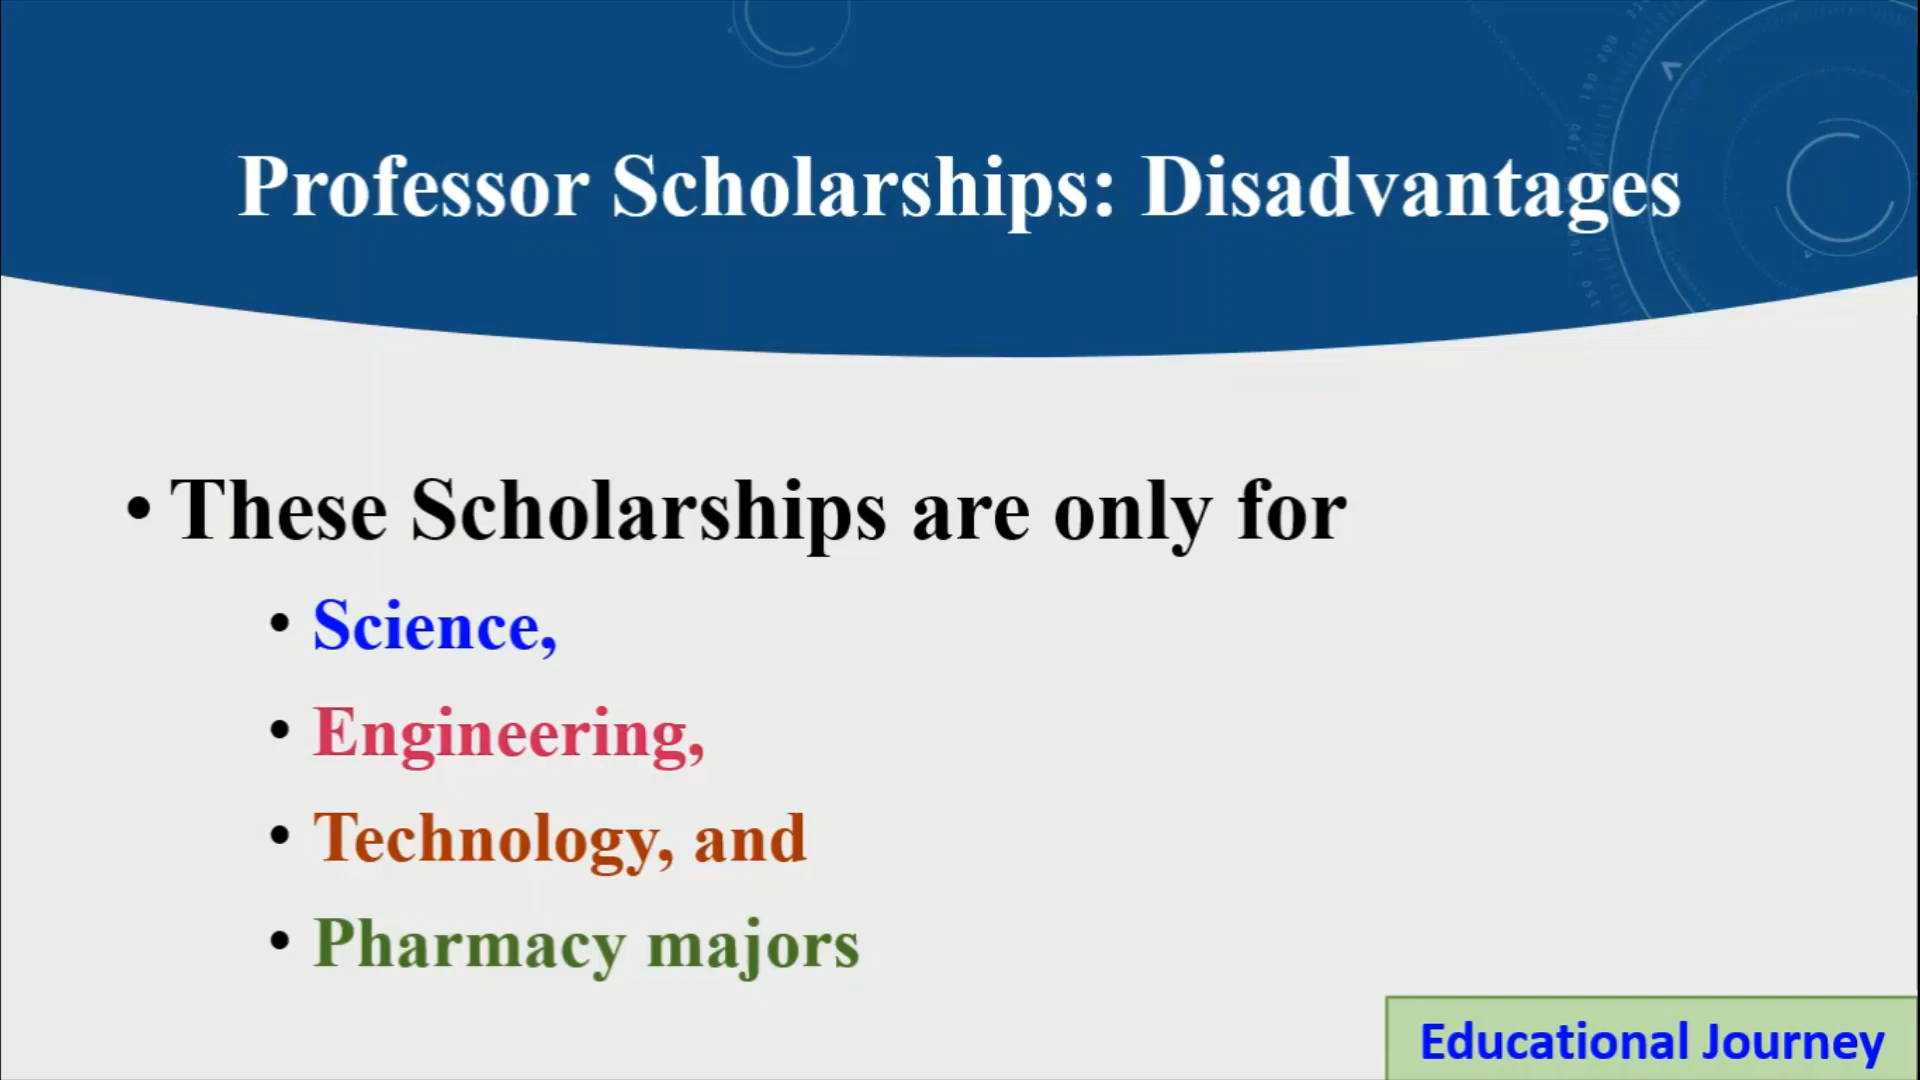 Professor Scholarships: Disadvantages
• These Scholarships are only for
• Science,
• Engineering,
• Technology, and
• Pharmacy majors
Educational Journey